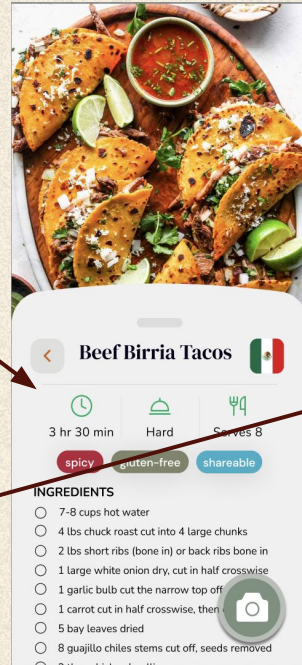 Beef Birria Tacos
3 hr 30 min
Hard
Serves 8
spicy
gluten-free
shareable
INGREDIENTS
7-8 cups hot water
4 lbs chuck roast cut into 4 large chunks
2 lbs short ribs (bone in) or back ribs bone in
1 large white onion dry, cut in half crosswise
1 garlic bulb cut the narrow top off
1 carrot cut in half crosswise, then
5 bay leaves dried
8 guajillo chiles stems cut off, seeds removed